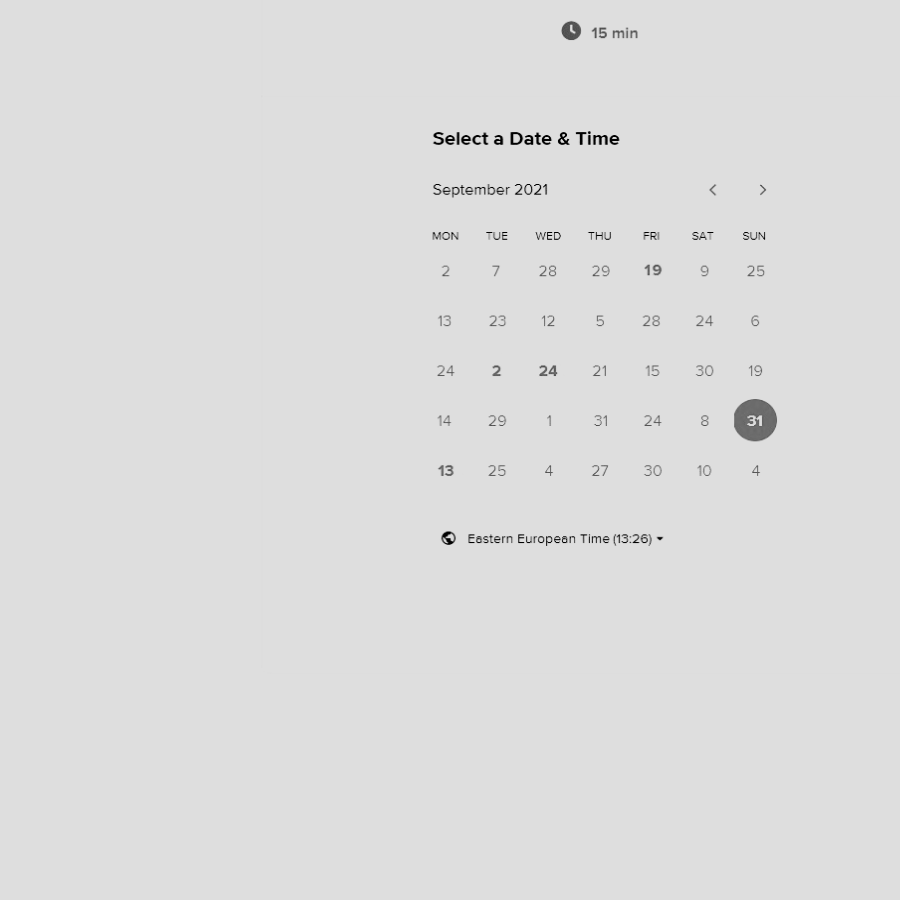 15 min
Select a Date & Time
September 2021
MON TUE WED THU FRI SAT SUN
2 7 28 29 19 9 25
13 23 12 5 28 24 6
24 2 24 21 15 30 19
14 29 1 31 24 8 31
13 25 4 27 30 10 4
Eastern European Time (13:26)